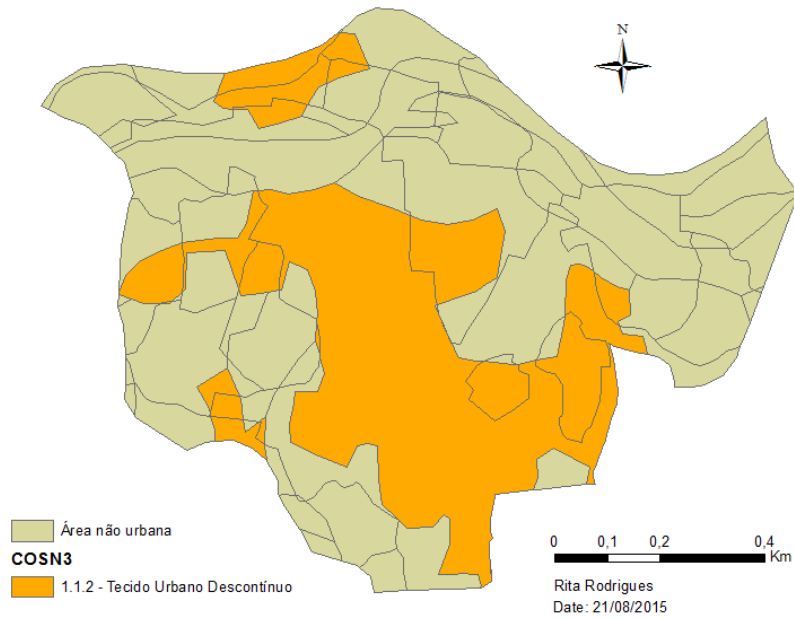 N
Área não urbana
COSN3
1.1.2 - Tecido Urbano Descontínuo
0 0,1 0,2 0,4
Km
Rita Rodrigues
Date: 21/08/2015